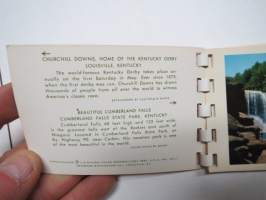 CHURCHILL DOWNS, HOME OF THE KENTUCKY DERBY
LOUISVILLE, KENTUCKY
The world-famous Kentucky Derby takes place an-
nually on the first Saturday in May. Ever since 1875
when the first derby was run, Churchill Downs has drawn
thousands of people from all over the world to witness
America's classic race.
BEAUTIFUL CUMBERLAND FALLS
CUMBERLAND FALLS STATE PARK, KENTUCKY
Cumberland Falls, 68 feet high and 125 feet wide
is the greatest falls east of the Rockies and south of
Niagara. Located in Cumberland Falls State Park, on
Highway 90, near Corbin, this vacation park is one
of the most beautiful in the world.